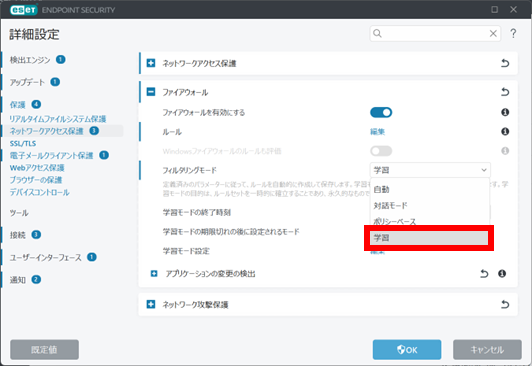 eset ENDPOINT SECURITY
詳細設定
?
検出エンジン 1
アップデート 1
保護 4
リアルタイムファイルシステム保護
ネットワークアクセス保護 3
SSL/TLS
電子メールクライアント保護 1
Webアクセス保護
ブラウザーの保護
デバイスコントロール
ツール
接続 1
ユーザーインターフェース 1
通知 2
ネットワークアクセス保護
ファイアウォール
ファイアウォールを有効にする
ルール 編集
Windowsファイアウォールのルールも評価
フィルタリングモード 学習
定義済みのパラメーターに従って、ルールを自動的に作成して保存します。学習
モードの目的は、ルールセットを一時的に確立することであり、永久的なもので
自動
対話モード
ポリシーベース
学習
学習モードの終了時刻
学習モードの期限切れの後に設定されるモード
学習モード設定 編集
アプリケーションの変更の検出
ネットワーク攻撃保護
既定値
OK
キャンセル